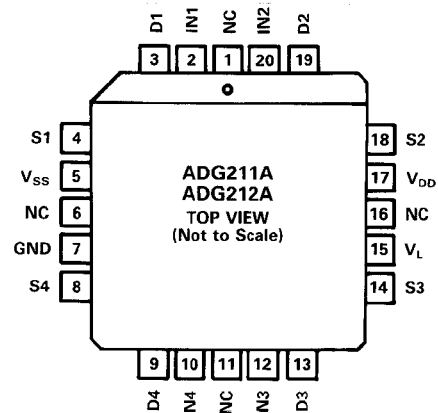 D1 IN1 NC IN2 D2
3 2 1 20 19
S1 4 18 S2
VSS 5 17 VDD
NC 6 16 NC
GND 7 15 VL
S4 8 14 S3
ADG211A
ADG212A
TOP VIEW
(Not to Scale)
9 10 11 12 13
D4 N4 NC N3 D3